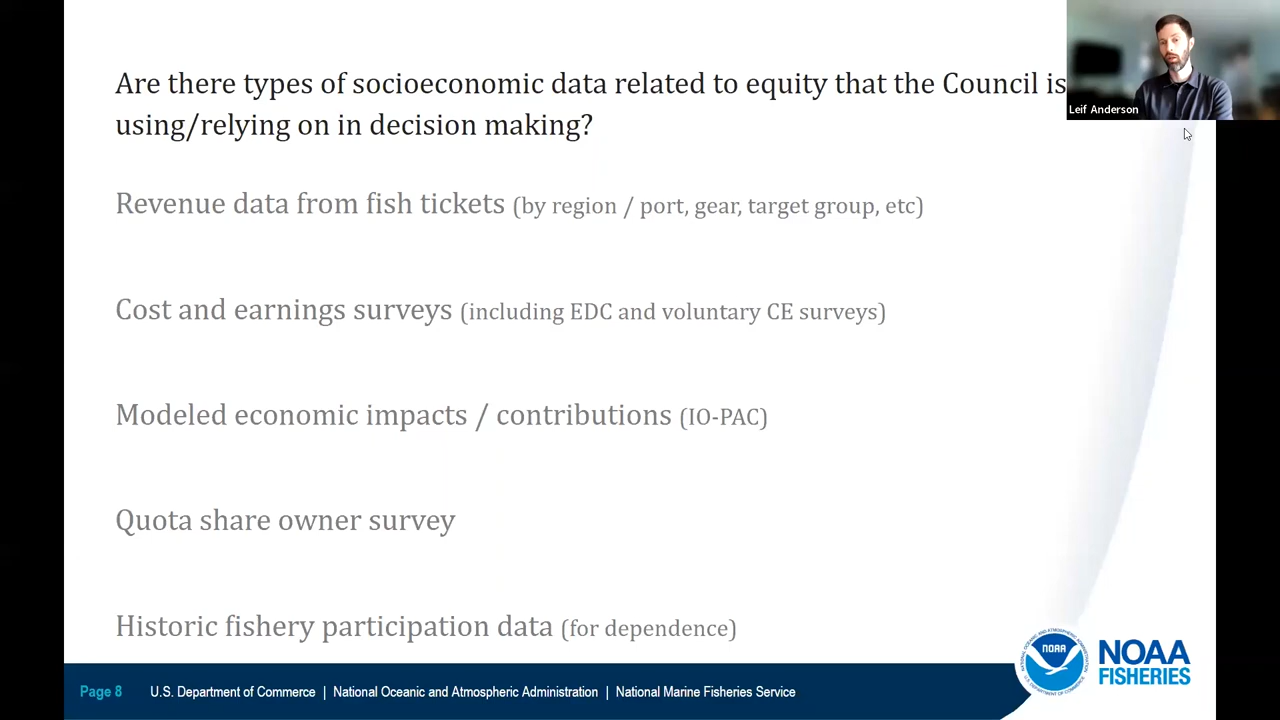 Are there types of socioeconomic data related to equity that the Council is
using/relying on in decision making?
Leif Anderson
Revenue data from fish tickets (by region / port, gear, target group, etc)
Cost and earnings surveys (including EDC and voluntary CE surveys)
Modeled economic impacts / contributions (IO-PAC)
Quota share owner survey
Historic fishery participation data (for dependence)
NOAA
NOAA
FISHERIES
Page 8 U.S. Department of Commerce | National Oceanic and Atmospheric Administration | National Marine Fisheries Service